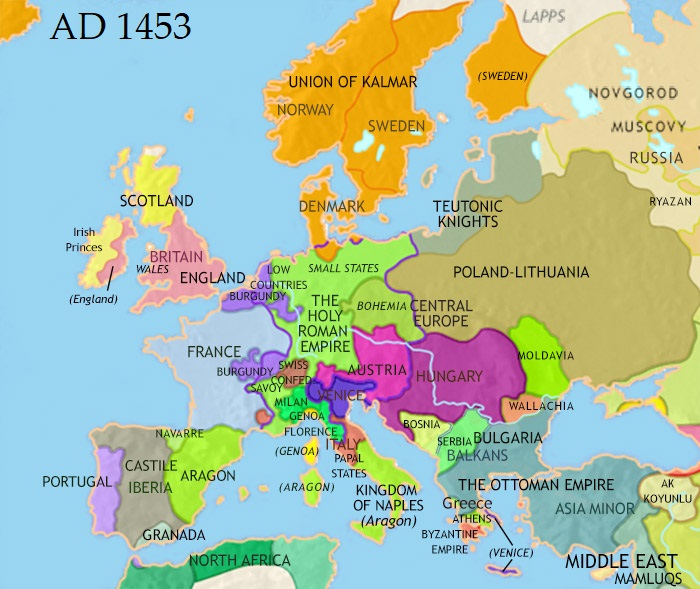 AD 1453
LAPPS
UNION OF KALMAR
(SWEDEN)
NORWAY
SWEDEN
NOVGOROD
MUSCOVY
RUSSIA
RYAZAN
SCOTLAND
DENMARK
TEUTONIC
KNIGHTS
Irish
Princes
BRITAIN
WALES
ENGLAND
(England)
LOW
COUNTRIES
BURGUNDY
SMALL STATES
POLAND-LITHUANIA
THE
HOLY
ROMAN
EMPIRE
BOHEMIA
CENTRAL
EUROPE
FRANCE
BURGUNDY
SWISS
CONFED.
SAVOY
AUSTRIA
HUNGARY
MOLDAVIA
MILAN
VENICE
GENOA
WALLACHIA
FLORENCE
ITALY
BOSNIA
SERBIA
BULGARIA
BALKANS
NAVARRE
(GENOA)
PAPAL
STATES
CASTILE
IBERIA
ARAGON
PORTUGAL
(ARAGON)
KINGDOM
OF NAPLES
(Aragon)
THE OTTOMAN EMPIRE
ASIA MINOR
AK
KOYUNLU
Greece
ATHENS
BYZANTINE
EMPIRE
(VENICE)
GRANADA
NORTH AFRICA
MIDDLE EAST
MAMLUQS